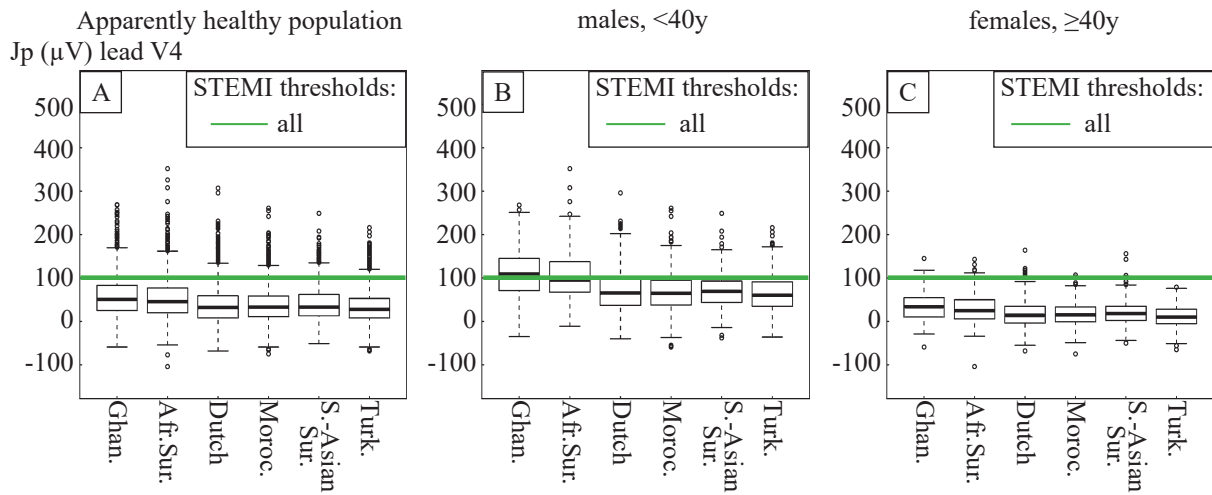 Apparently healthy population
males, <40y
females, ≥40y
Jp (µV) lead V4
A
STEMI thresholds:
all
500
400
300
200
100
0
-100
Ghan.
Afr.Sur.
Dutch
Moroc.
S.-Asian
Sur.
Turk.
B
STEMI thresholds:
all
500
400
300
200
100
0
-100
Ghan.
Afr.Sur.
Dutch
Moroc.
S.-Asian
Sur.
Turk.
C
STEMI thresholds:
all
500
400
300
200
100
0
-100
Ghan.
Afr.Sur.
Dutch
Moroc.
S.-Asian
Sur.
Turk.